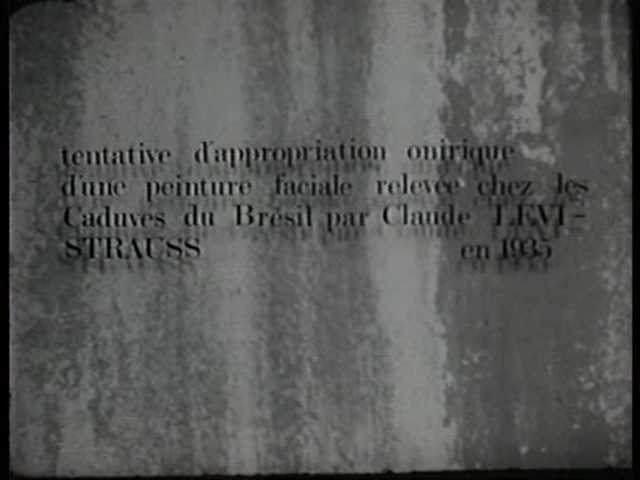 tentative d'appropriation onirique
d'une peinture faciale relevée chez les
Caduves du Brésil par Claude LEVI-
STRAUSS en 1935